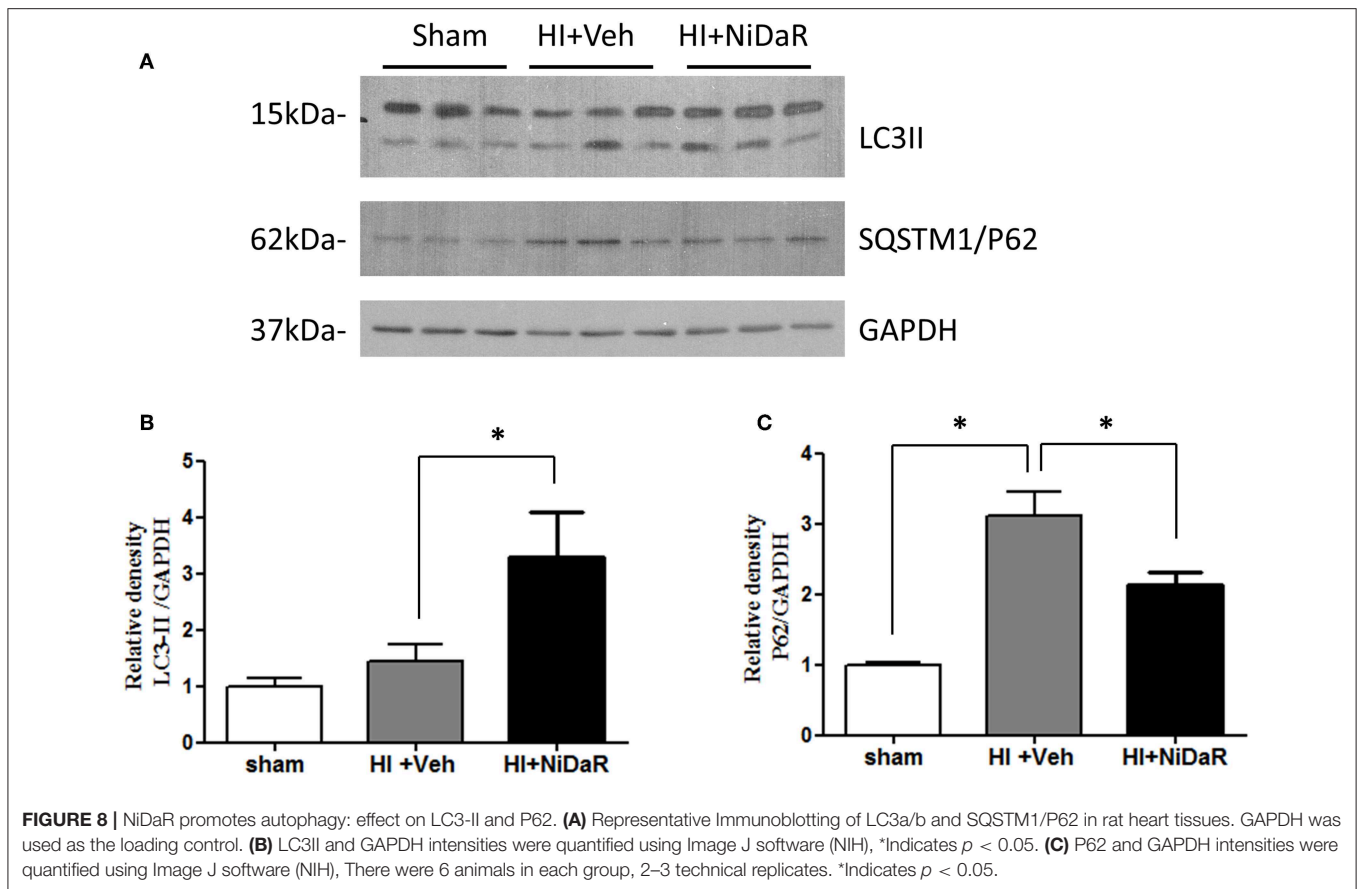 Sham HI+Veh HI+NiDaR
A
15kDa-
LC3II
62kDa-
SQSTM1/P62
37kDa-
GAPDH
B
*
Relative denesity
LC3-II /GAPDH
5
4
3
2
1
0
sham HI +Veh HI+NiDaR
C
* *
Relative density
P62/GAPDH
4
3
2
1
0
sham HI +Veh HI+NiDaR
FIGURE 8 | NiDaR promotes autophagy: effect on LC3-II and P62. (A) Representative Immunoblotting of LC3a/b and SQSTM1/P62 in rat heart tissues. GAPDH was
used as the loading control. (B) LC3II and GAPDH intensities were quantified using Image J software (NIH), *Indicates p < 0.05. (C) P62 and GAPDH intensities were
quantified using Image J software (NIH), There were 6 animals in each group, 2–3 technical replicates. *Indicates p < 0.05.